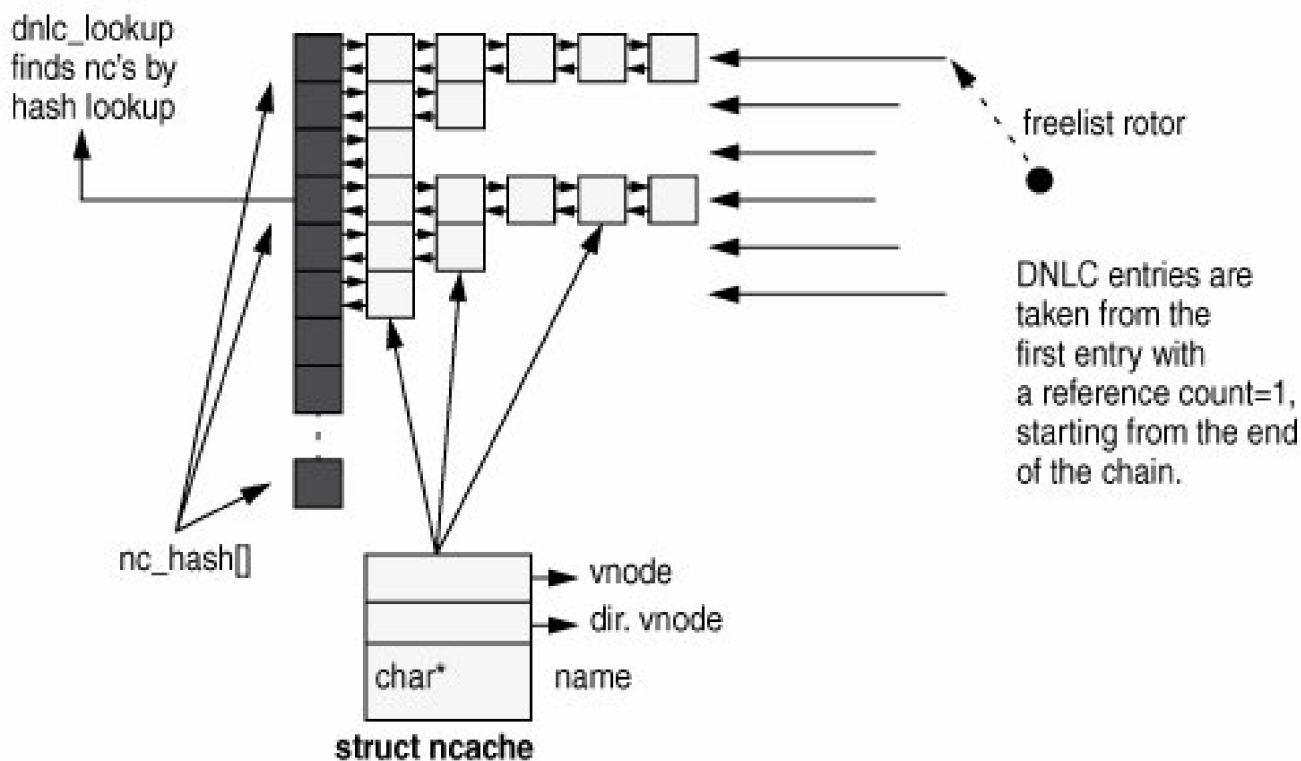 dnlc_lookup
finds nc's by
hash lookup
freelist rotor
DNLC entries are
taken from the
first entry with
a reference count=1,
starting from the end
of the chain.
nc_hash[]
vnode
dir. vnode
char*
name
struct ncache